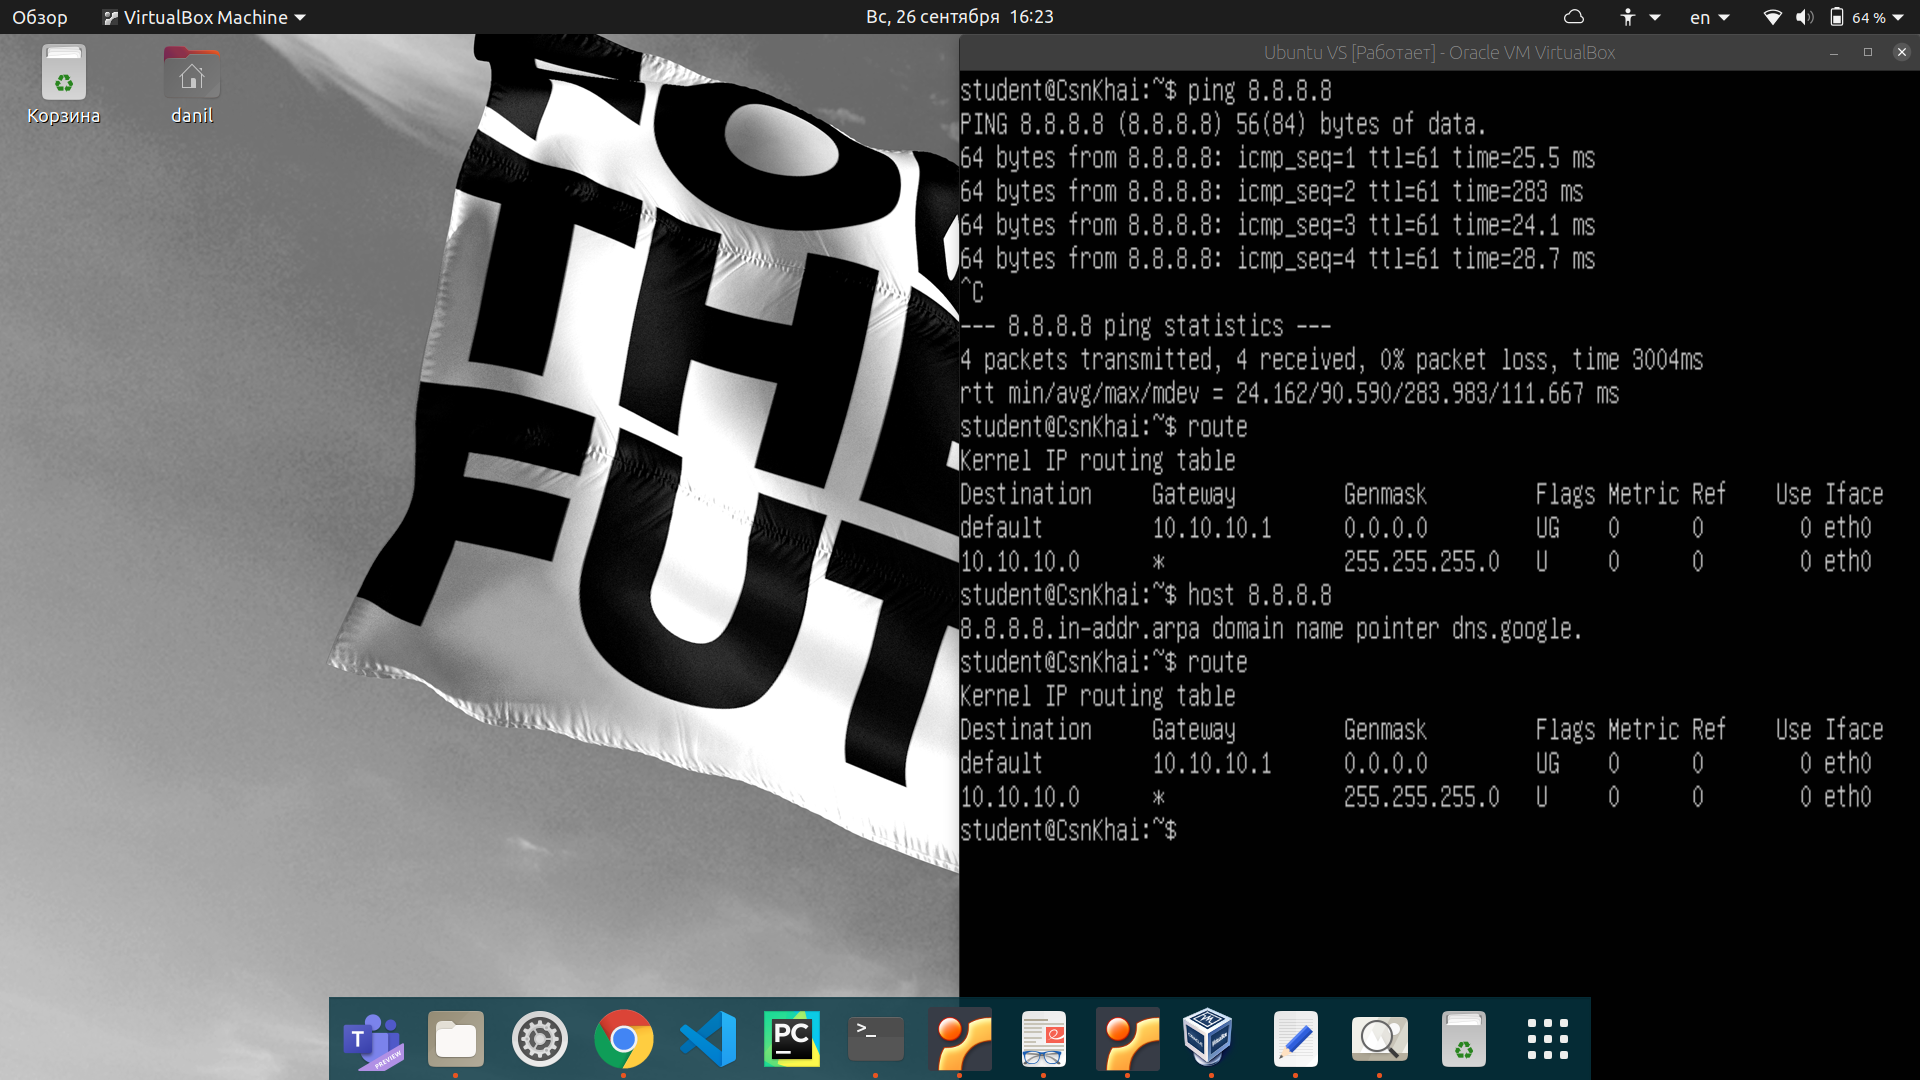 Обзор
VirtualBox Machine
Вс, 26 сентября 16:23
en
64 %
Корзина
danil
TH
FUT
Ubuntu VS [Работает] - Oracle VM VirtualBox
student@CsnKhai:~$ ping 8.8.8.8
PING 8.8.8.8 (8.8.8.8) 56(84) bytes of data.
64 bytes from 8.8.8.8: icmp_seq=1 ttl=61 time=25.5 ms
64 bytes from 8.8.8.8: icmp_seq=2 ttl=61 time=283 ms
64 bytes from 8.8.8.8: icmp_seq=3 ttl=61 time=24.1 ms
64 bytes from 8.8.8.8: icmp_seq=4 ttl=61 time=28.7 ms
^C
--- 8.8.8.8 ping statistics ---
4 packets transmitted, 4 received, 0% packet loss, time 3004ms
rtt min/avg/max/mdev = 24.162/90.590/283.983/111.667 ms
student@CsnKhai:~$ route
Kernel IP routing table
Destination Gateway Genmask Flags Metric Ref Use Iface
default 10.10.10.1 0.0.0.0 UG 0 0 0 eth0
10.10.10.0 * 255.255.255.0 U 0 0 0 eth0
student@CsnKhai:~$ host 8.8.8.8
8.8.8.8.in-addr.arpa domain name pointer dns.google.
student@CsnKhai:~$ route
Kernel IP routing table
Destination Gateway Genmask Flags Metric Ref Use Iface
default 10.10.10.1 0.0.0.0 UG 0 0 0 eth0
10.10.10.0 * 255.255.255.0 U 0 0 0 eth0
student@CsnKhai:~$
T
PREVIEW
PC
>_